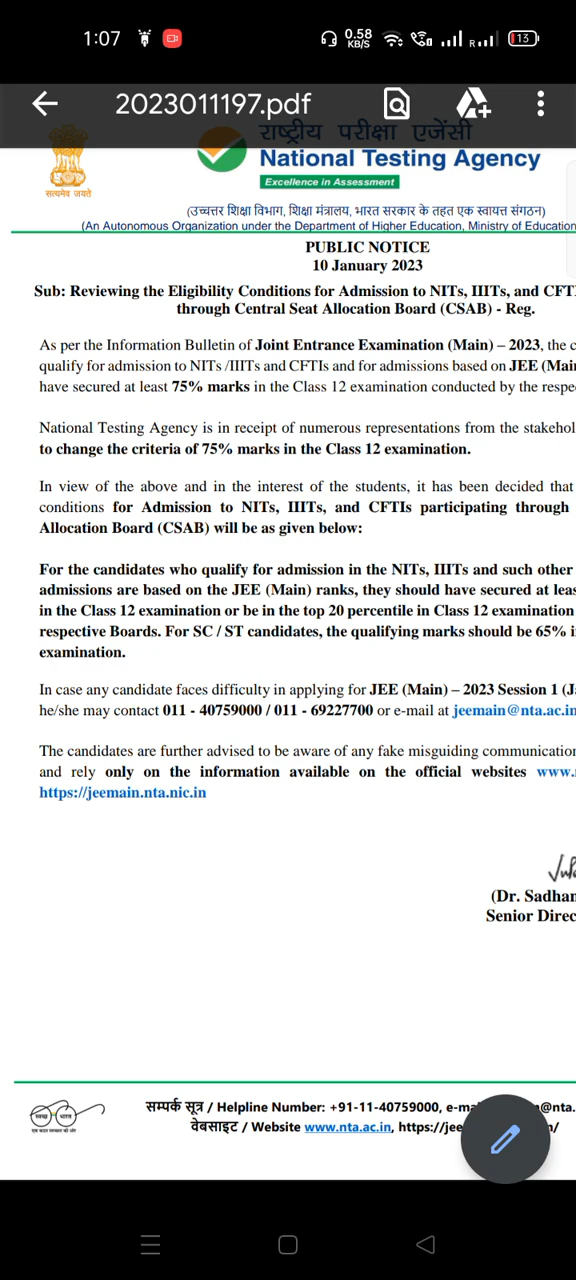 1:07 0.58 KB/S R 13
2023011197.pdf
राष्ट्रीय परीक्षा एजेंसी
National Testing Agency
Excellence in Assessment
सत्यमेव जयते
(उच्चतर शिक्षा विभाग, शिक्षा मंत्रालय, भारत सरकार के तहत एक स्वायत्त संगठन)
(An Autonomous Organization under the Department of Higher Education, Ministry of Education
PUBLIC NOTICE
10 January 2023
Sub: Reviewing the Eligibility Conditions for Admission to NITs, IIITs, and CFTI
through Central Seat Allocation Board (CSAB) - Reg.
As per the Information Bulletin of Joint Entrance Examination (Main) – 2023, the c
qualify for admission to NITs /IIITs and CFTIs and for admissions based on JEE (Mai
have secured at least 75% marks in the Class 12 examination conducted by the respe
National Testing Agency is in receipt of numerous representations from the stakehol
to change the criteria of 75% marks in the Class 12 examination.
In view of the above and in the interest of the students, it has been decided that
conditions for Admission to NITs, IIITs, and CFTIs participating through
Allocation Board (CSAB) will be as given below:
For the candidates who qualify for admission in the NITs, IIITs and such other
admissions are based on the JEE (Main) ranks, they should have secured at leas
in the Class 12 examination or be in the top 20 percentile in Class 12 examination
respective Boards. For SC / ST candidates, the qualifying marks should be 65% i
examination.
In case any candidate faces difficulty in applying for JEE (Main) – 2023 Session 1 (J
he/she may contact 011 - 40759000 / 011 - 69227700 or e-mail at jeemain@nta.ac.in
The candidates are further advised to be aware of any fake misguiding communication
and rely only on the information available on the official websites www.
https://jeemain.nta.nic.in
(Dr. Sadhan
Senior Direc
सम्पर्क सूत्र / Helpline Number: +91-11-40759000, e-ma @nta.
वेबसाइट / Website www.nta.ac.in, https://jee n/
स्वच्छ भारत